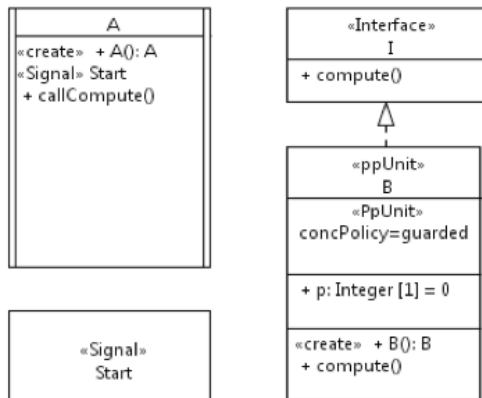 A
«create» + A(): A
«Signal» Start
+ callCompute()
«Interface»
I
+ compute()
«ppUnit»
B
«PpUnit»
concPolicy=guarded
+ p: Integer [1] = 0
«create» + B(): B
+ compute()
«Signal»
Start